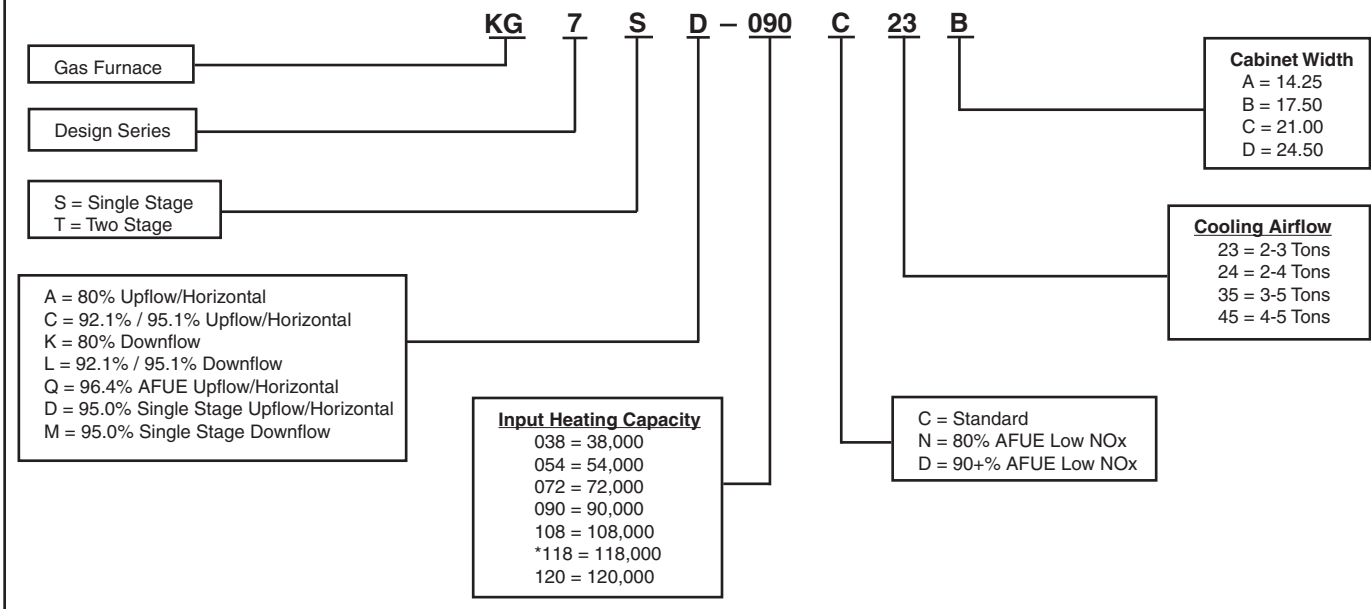 KG 7 S D – 090 C 23 B
Gas Furnace
Design Series
S = Single Stage
T = Two Stage
A = 80% Upflow/Horizontal
C = 92.1% / 95.1% Upflow/Horizontal
K = 80% Downflow
L = 92.1% / 95.1% Downflow
Q = 96.4% AFUE Upflow/Horizontal
D = 95.0% Single Stage Upflow/Horizontal
M = 95.0% Single Stage Downflow
Input Heating Capacity
038 = 38,000
054 = 54,000
072 = 72,000
090 = 90,000
108 = 108,000
*118 = 118,000
120 = 120,000
C = Standard
N = 80% AFUE Low NOx
D = 90+% AFUE Low NOx
Cooling Airflow
23 = 2-3 Tons
24 = 2-4 Tons
35 = 3-5 Tons
45 = 4-5 Tons
Cabinet Width
A = 14.25
B = 17.50
C = 21.00
D = 24.50